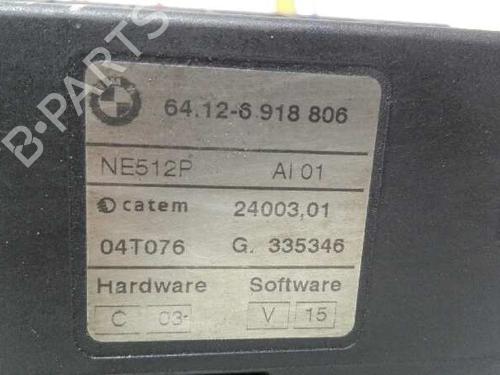 BMW
64.12-6 918 806
NE512P AI 01
catem 24003,01
04T076 G. 335346
Hardware Software
C 03- V 15
B-PARTS